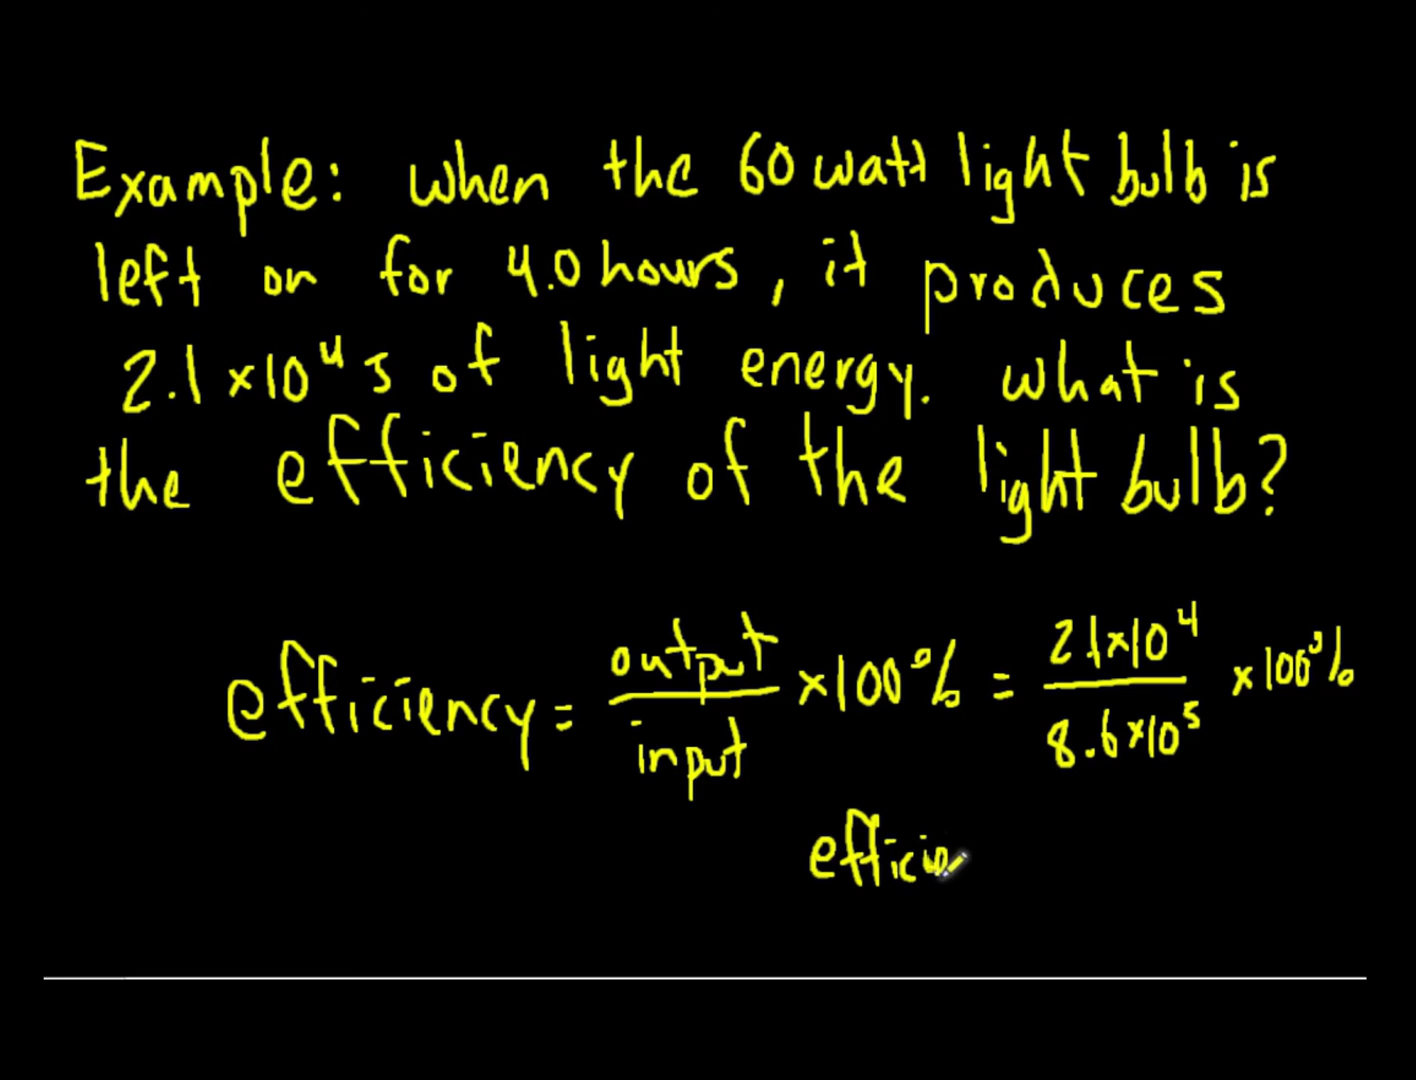 Example: when the 60 watt light bulb is
left on for 4.0 hours, it produces
2.1 x 10⁴ J of light energy. What is
the efficiency of the light bulb?
efficiency = output/input x 100% = 2.1 x 10⁴/8.6 x 10⁵ x 100%
efficie